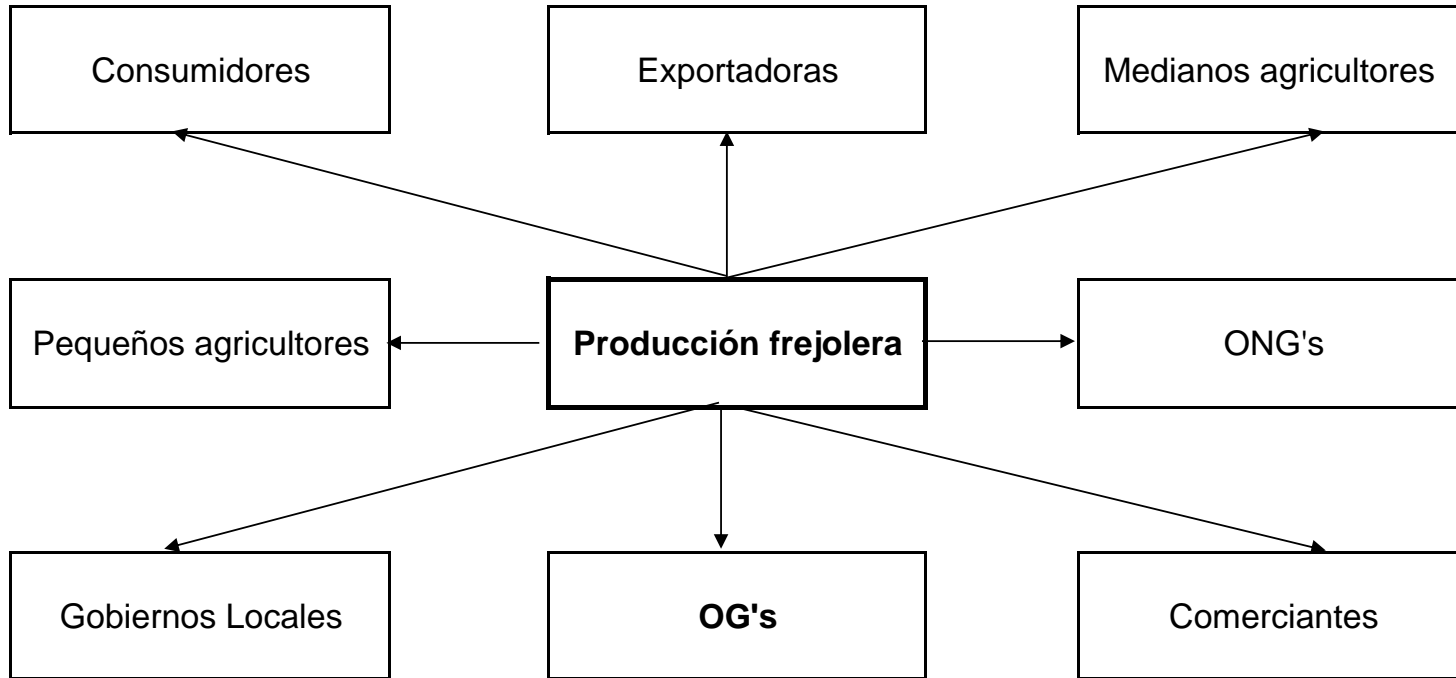 Consumidores
Exportadoras
Medianos agricultores
Pequeños agricultores
Producción frejolera
ONG's
Gobiernos Locales
OG's
Comerciantes